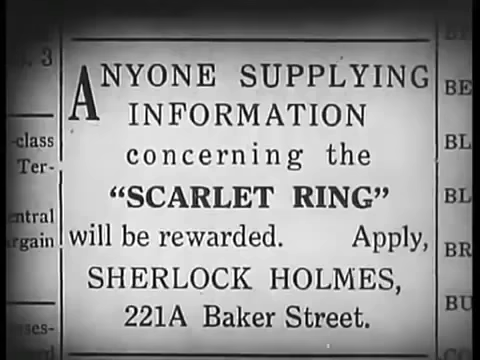 . 3
-class
Ter-
entral
rgain
ses-
ANYONE SUPPLYING
INFORMATION
concerning the
"SCARLET RING"
will be rewarded. Apply,
SHERLOCK HOLMES,
221A Baker Street.
BE
BL
BL
BR
BU